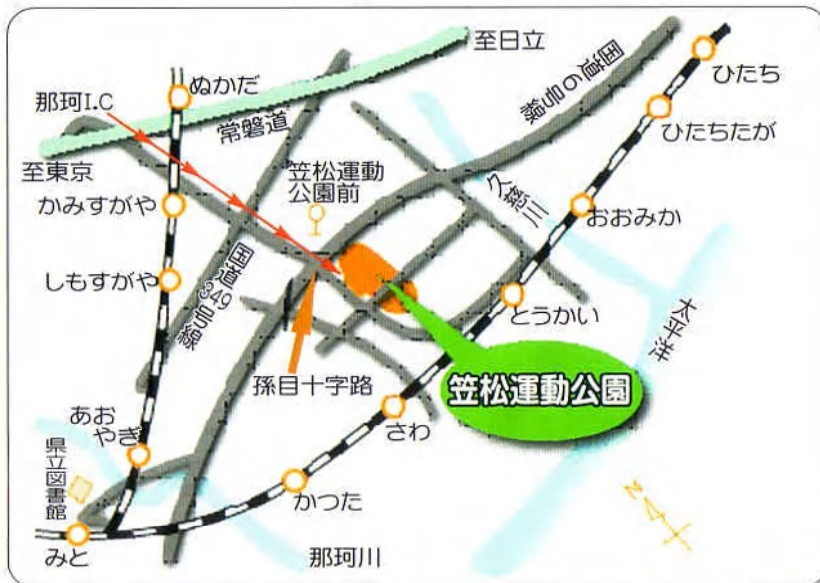 至日立
国道6号線
ひたち
那珂I.C
ぬかだ
常磐道
ひたちたが
至東京
笠松運動
公園前
久慈川
かみすがや
おおみか
しもすがや
国道349号線
とうかい
太平洋
孫目十字路
笠松運動公園
さわ
あお
やぎ
県立図書館
かつた
みと
那珂川
N